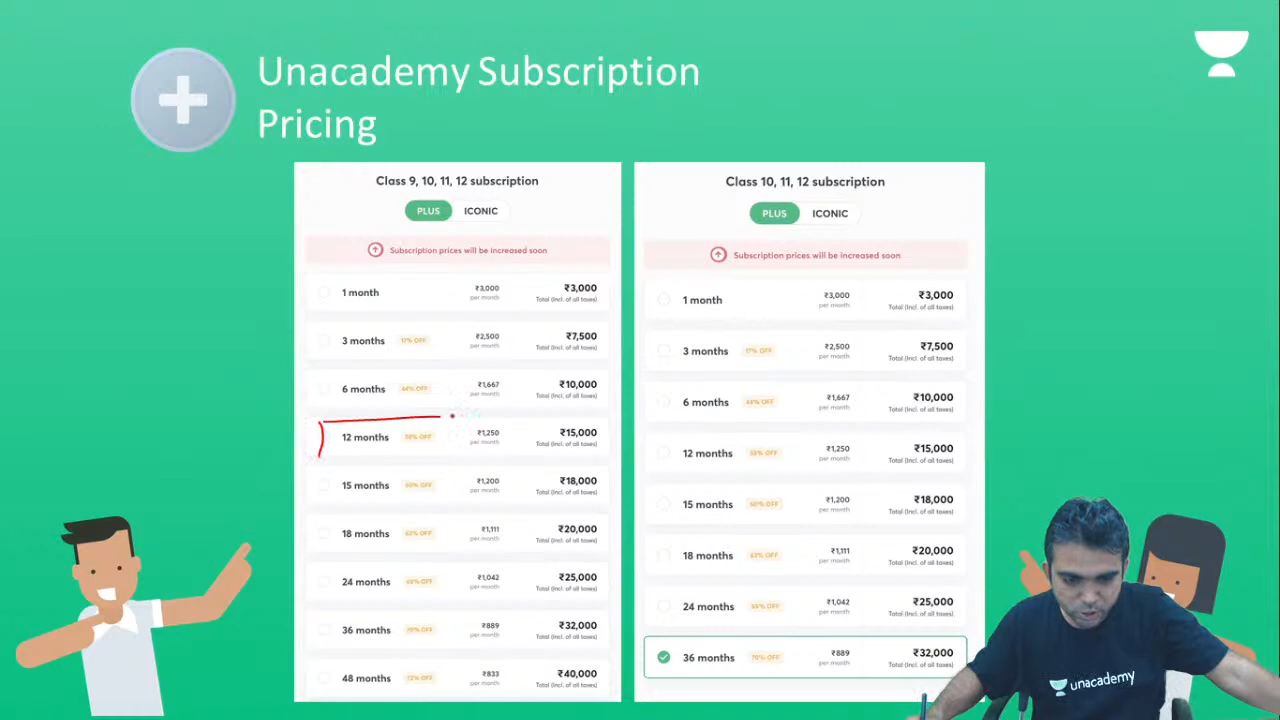 Unacademy Subscription
Pricing
Class 9, 10, 11, 12 subscription
PLUS ICONIC
Subscription prices will be increased soon
1 month ₹3,000 per month ₹3,000 Total (Incl. of all taxes)
3 months 17% OFF ₹2,500 per month ₹7,500 Total (Incl. of all taxes)
6 months 44% OFF ₹1,667 per month ₹10,000 Total (Incl. of all taxes)
12 months 58% OFF ₹1,250 per month ₹15,000 Total (Incl. of all taxes)
15 months 60% OFF ₹1,200 per month ₹18,000 Total (Incl. of all taxes)
18 months 63% OFF ₹1,111 per month ₹20,000 Total (Incl. of all taxes)
24 months ₹1,042 per month ₹25,000 Total (Incl. of all taxes)
36 months 70% OFF ₹889 per month ₹32,000 Total (Incl. of all taxes)
48 months 72% OFF ₹833 per month ₹40,000 Total (Incl. of all taxes)
Class 10, 11, 12 subscription
PLUS ICONIC
Subscription prices will be increased soon
1 month ₹3,000 per month ₹3,000 Total (Incl. of all taxes)
3 months 17% OFF ₹2,500 per month ₹7,500 Total (Incl. of all taxes)
6 months 44% OFF ₹1,667 per month ₹10,000 Total (Incl. of all taxes)
12 months 58% OFF ₹1,250 per month ₹15,000 Total (Incl. of all taxes)
15 months 60% OFF ₹1,200 per month ₹18,000 Total (Incl. of all taxes)
18 months 63% OFF ₹1,111 per month ₹20,000 Total (Incl. of all taxes)
24 months ₹1,042 per month ₹25,000 Total (Incl. of all taxes)
36 months 70% OFF ₹889 per month ₹32,000 Total (Incl. of all taxes)
unacademy